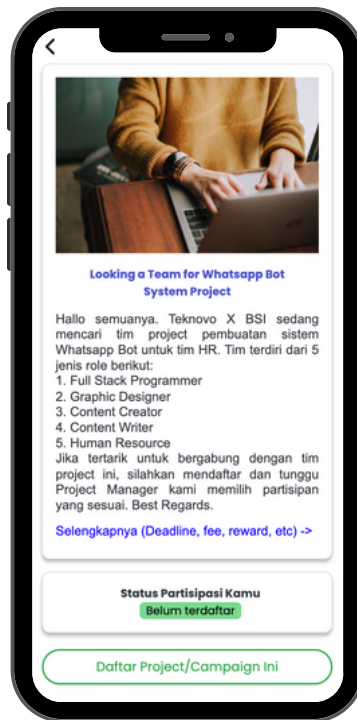 Looking a Team for Whatsapp Bot
System Project
Hallo semuanya. Teknovo X BSI sedang
mencari tim project pembuatan sistem
Whatsapp Bot untuk tim HR. Tim terdiri dari 5
jenis role berikut:
1. Full Stack Programmer
2. Graphic Designer
3. Content Creator
4. Content Writer
5. Human Resource
Jika tertarik untuk bergabung dengan tim
project ini, silahkan mendaftar dan tunggu
Project Manager kami memilih partisipan
yang sesuai. Best Regards.
Selengkapnya (Deadline, fee, reward, etc) ->
Status Partisipasi Kamu
Belum terdaftar
Daftar Project/Campaign Ini